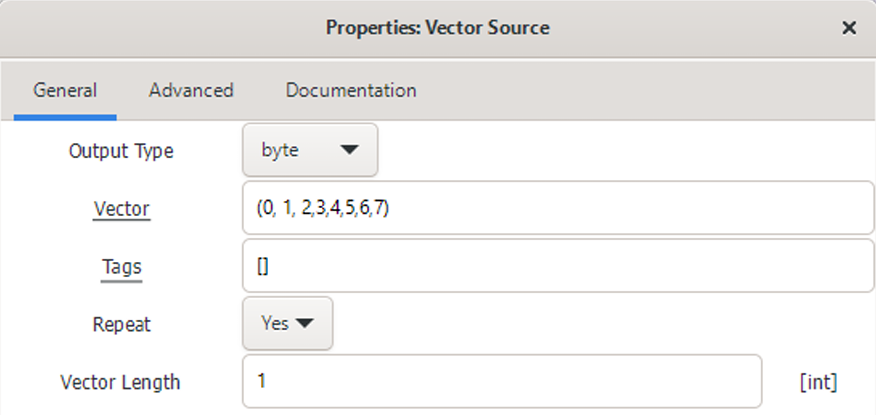 Properties: Vector Source ×
General Advanced Documentation
Output Type byte
Vector (0, 1, 2,3,4,5,6,7)
Tags []
Repeat Yes
Vector Length 1 [int]